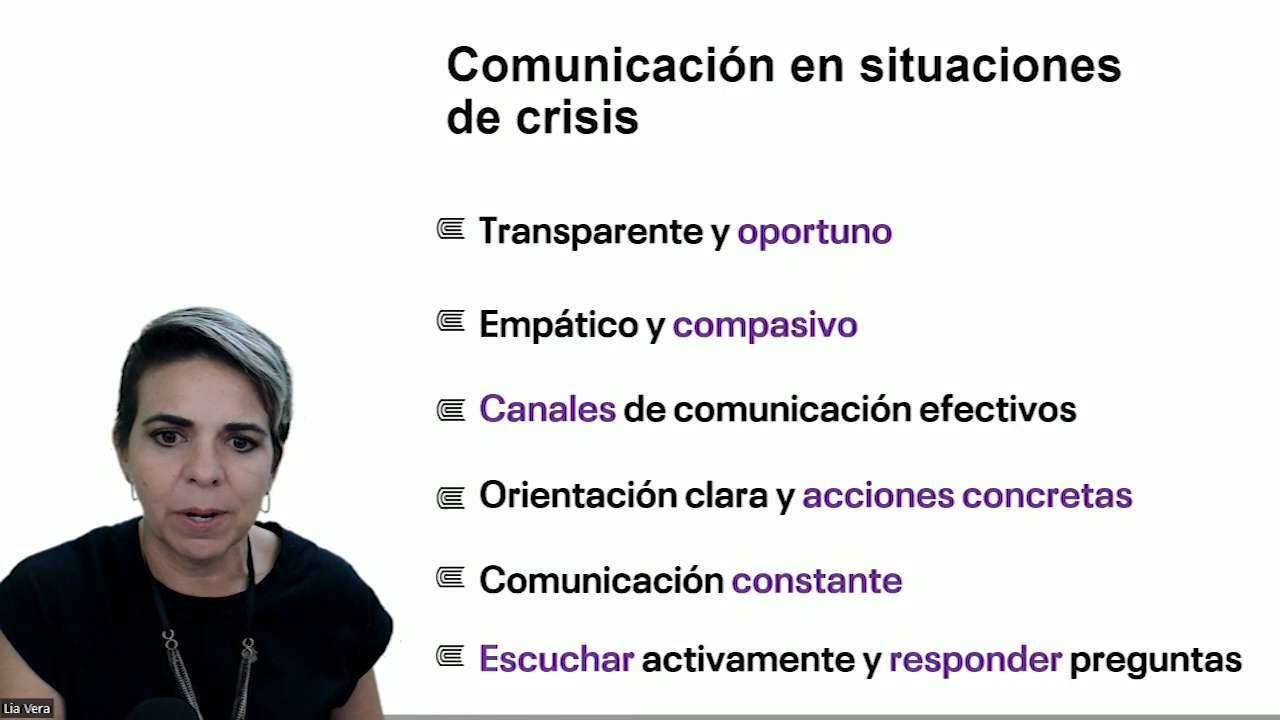 Comunicación en situaciones
de crisis
Transparente y oportuno
Empático y compasivo
Canales de comunicación efectivos
Orientación clara y acciones concretas
Comunicación constante
Escuchar activamente y responder preguntas
Lia Vera